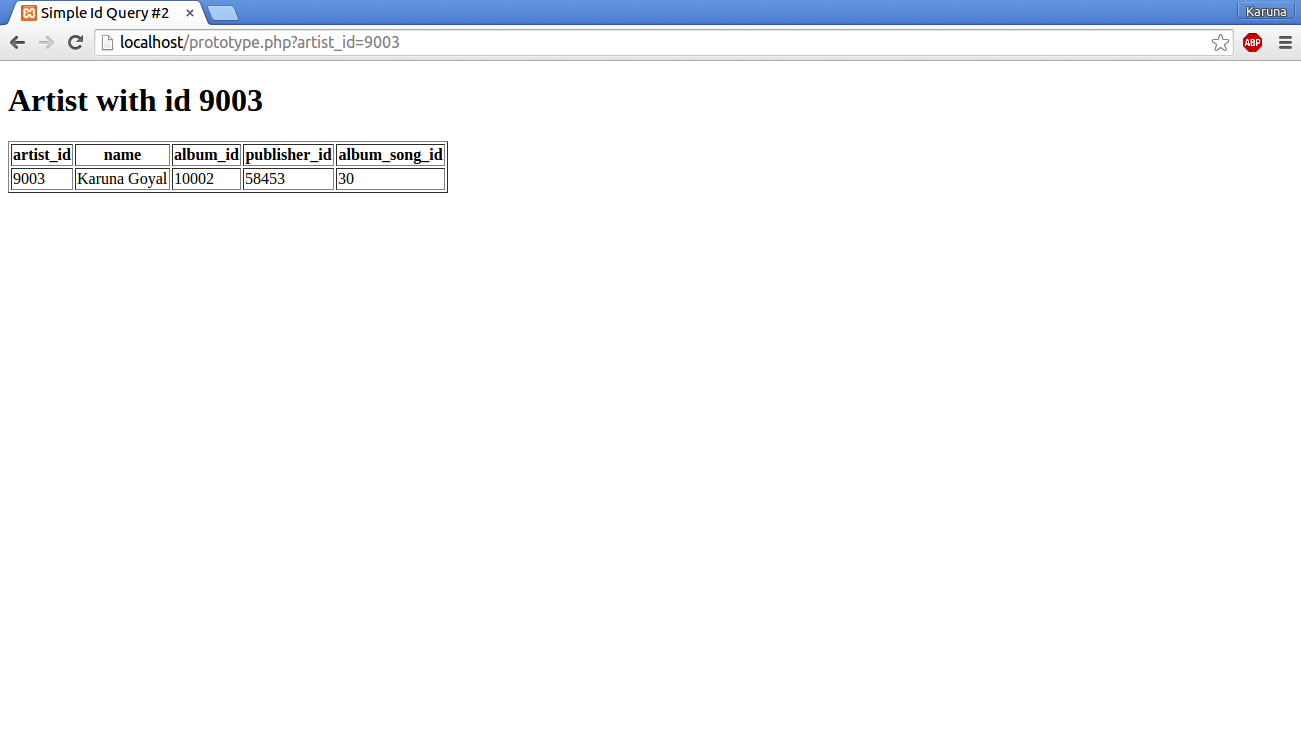 Simple Id Query #2
Karuna
localhost/prototype.php?artist_id=9003
ABP
Artist with id 9003
artist_id name album_id publisher_id album_song_id
9003 Karuna Goyal 10002 58453 30